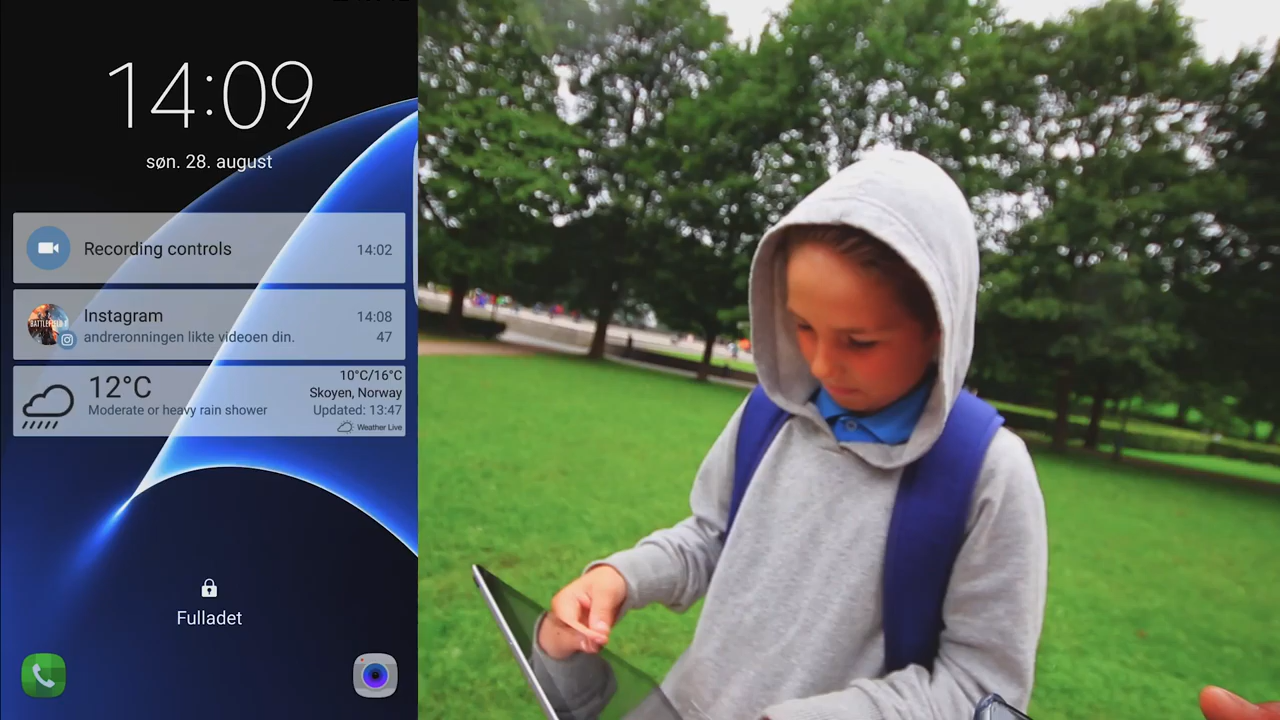 14:09
søn. 28. august
Recording controls 14:02
Instagram 14:08
andreronningen likte videoen din. 47
12°C 10°C/16°C
Skoyen, Norway
Moderate or heavy rain shower Updated: 13:47
Weather Live
Fulladet